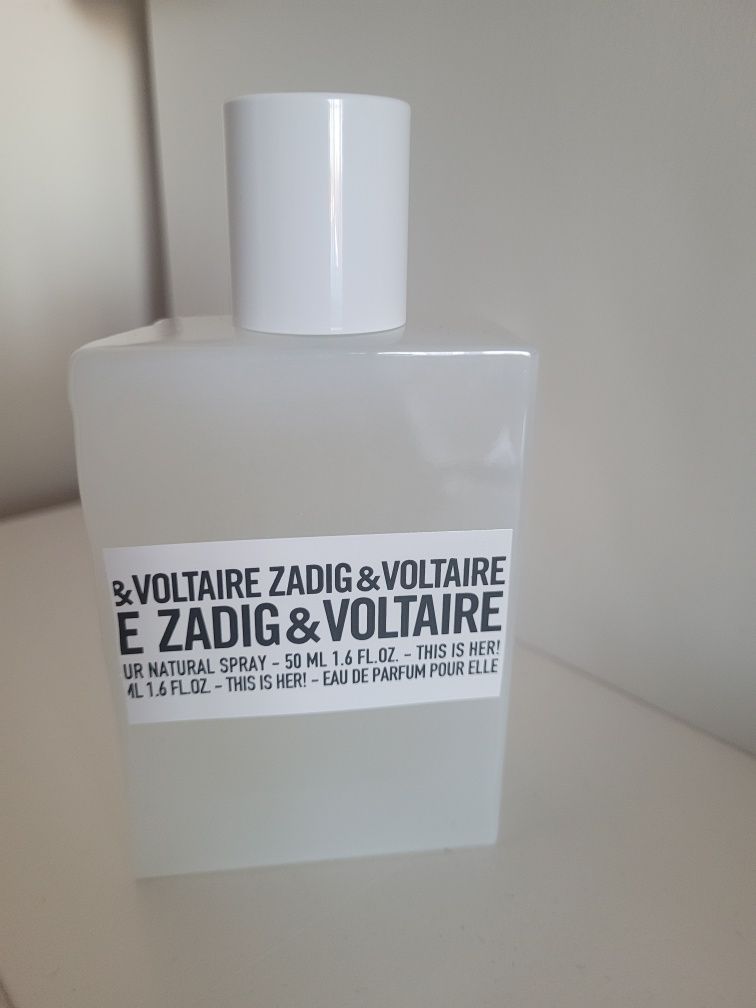 &VOLTAIRE ZADIG&VOLTAIRE
E ZADIG&VOLTAIRE
UR NATURAL SPRAY - 50 ML 1.6 FL.OZ. - THIS IS HER!
ML 1.6 FL.OZ. - THIS IS HER! - EAU DE PARFUM POUR ELLE